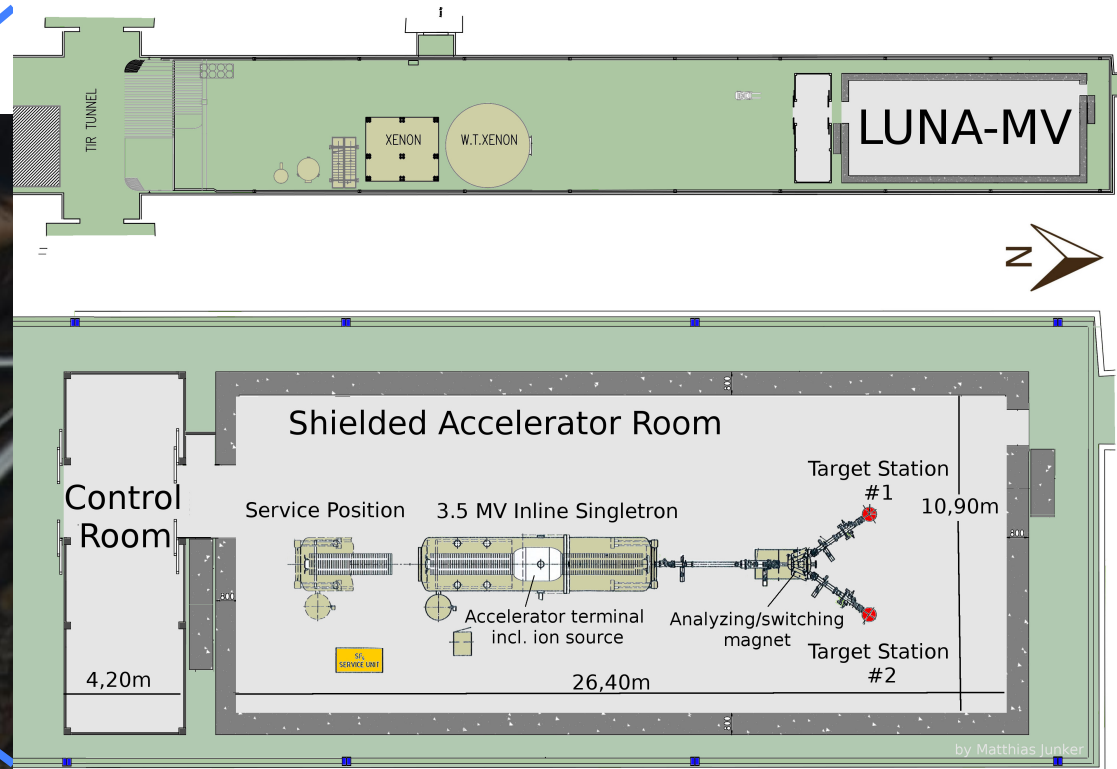 TIR TUNNEL
XENON
W.T.XENON
LUNA-MV
N
Shielded Accelerator Room
Control
Room
Service Position
3.5 MV Inline Singletron
Target Station
#1
10,90m
Accelerator terminal
incl. ion source
Analyzing/switching
magnet
Target Station
#2
SF6
SERVICE UNIT
4,20m
26,40m
by Matthias Junker